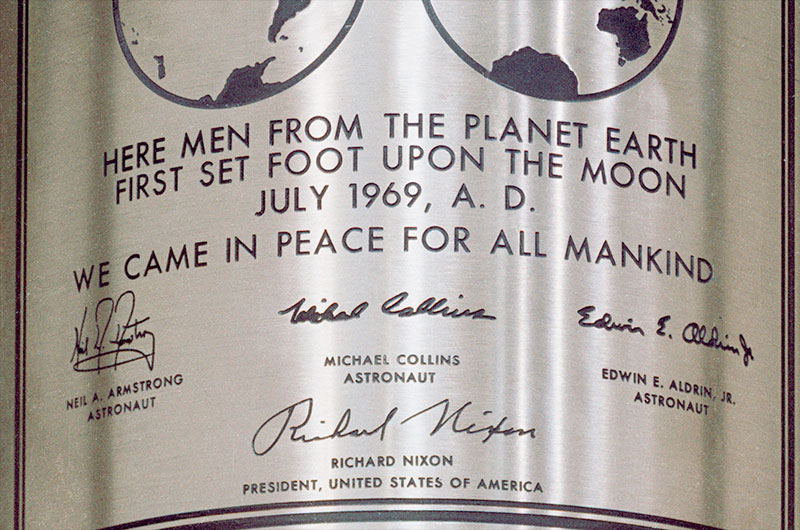 HERE MEN FROM THE PLANET EARTH
FIRST SET FOOT UPON THE MOON
JULY 1969, A. D.
WE CAME IN PEACE FOR ALL MANKIND
Neil A. Armstrong
NEIL A. ARMSTRONG
ASTRONAUT
Michael Collins
MICHAEL COLLINS
ASTRONAUT
Edwin E. Aldrin Jr
EDWIN E. ALDRIN, JR.
ASTRONAUT
Richard Nixon
RICHARD NIXON
PRESIDENT, UNITED STATES OF AMERICA